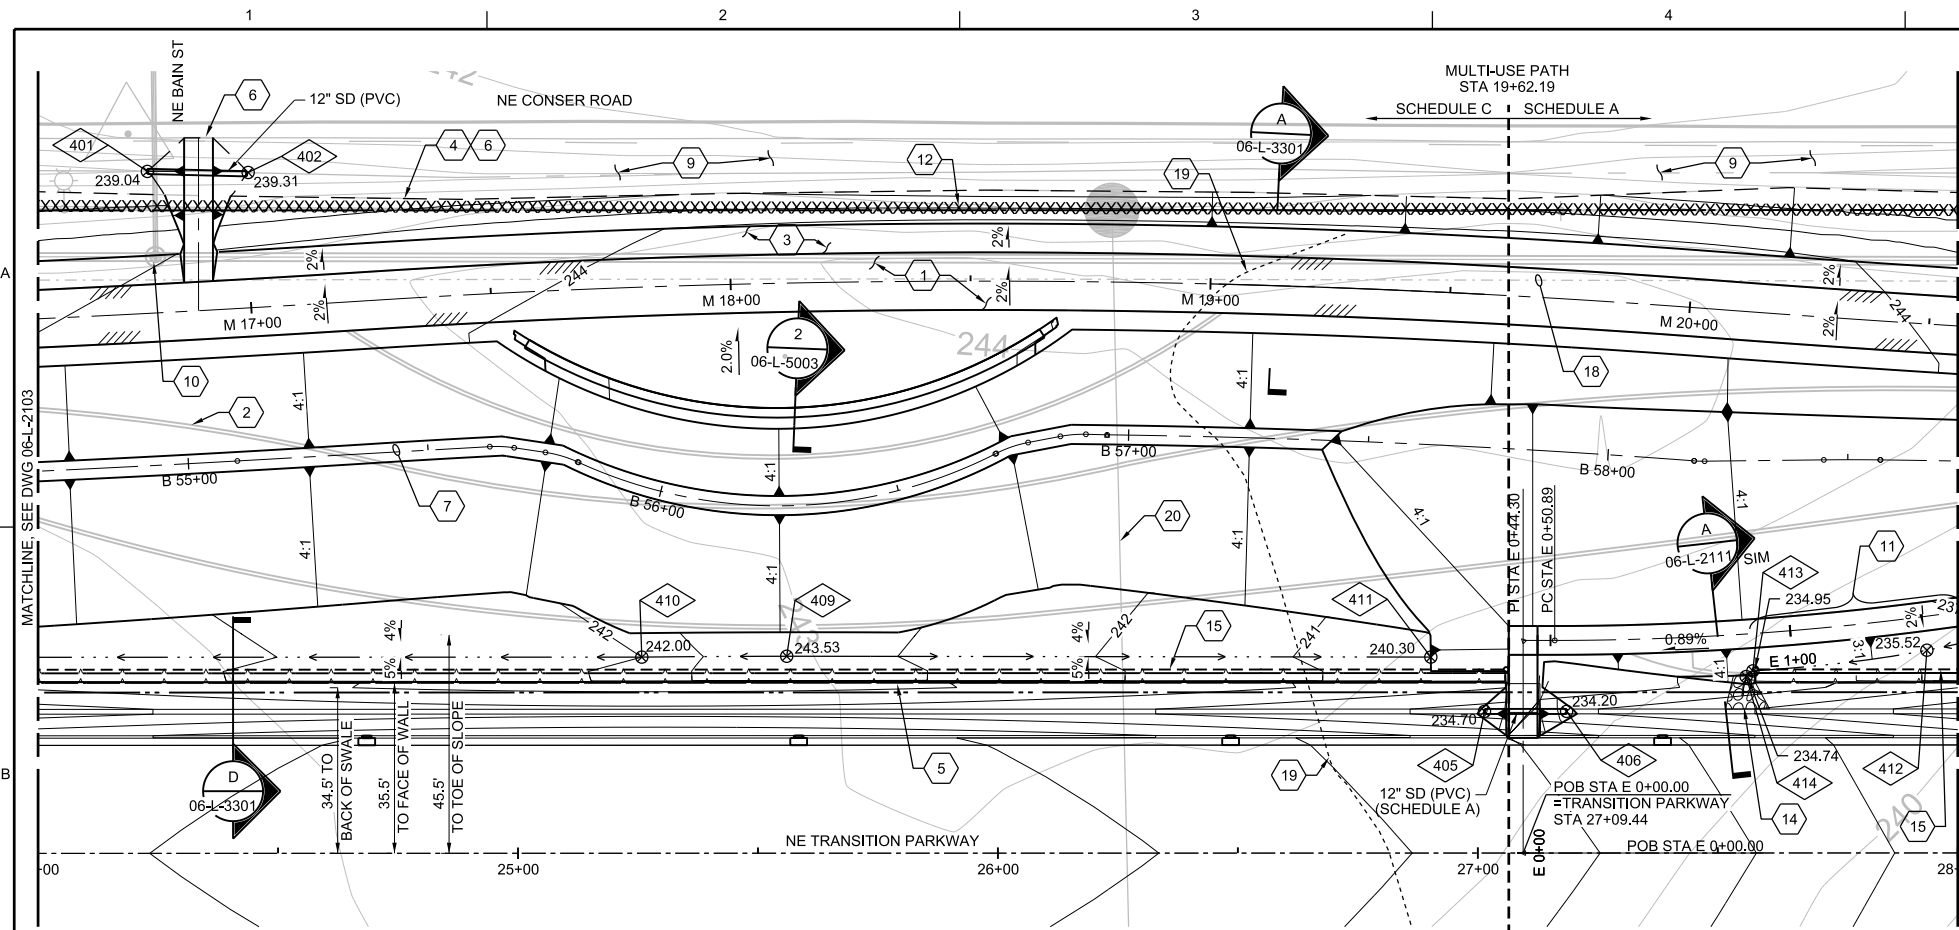 1
2
3
4
MULTI-USE PATH
STA 19+62.19
SCHEDULE C
SCHEDULE A
NE BAIN ST
6
12" SD (PVC)
NE CONSER ROAD
242
A
06-L-3301
401
402
4
6
9
12
19
9
239.04
239.31
3
2%
2%
2%
A
244
1
2%
2%
2%
244
M 17+00
M 18+00
M 19+00
M 20+00
2
06-L-5003
2.0%
244
10
18
2
4:1
4:1
MATCHLINE, SEE DWG 06-L-2103
B 55+00
7
B 56+00
B 57+00
B 58+00
4:1
4:1
4:1
4:1
4:1
4:1
20
PI STA E 0+44.30
PC STA E 0+50.89
A
06-L-2111
SIM
11
413
234.95
410
409
411
243
242
242
241
15
4%
5%
4%
5%
242.00
243.53
240.30
0.89%
2%
23
3:1
235.52
4:1
E 1+00
234.70
234.20
D
06-L-3301
34.5' TO
BACK OF SWALE
35.5'
TO FACE OF WALL
45.5'
TO TOE OF SLOPE
5
19
405
406
234.74
414
412
B
12" SD (PVC)
(SCHEDULE A)
POB STA E 0+00.00
=TRANSITION PARKWAY
STA 27+09.44
14
240
15
NE TRANSITION PARKWAY
E 0+00
POB STA E 0+00.00
+00
25+00
26+00
27+00
28